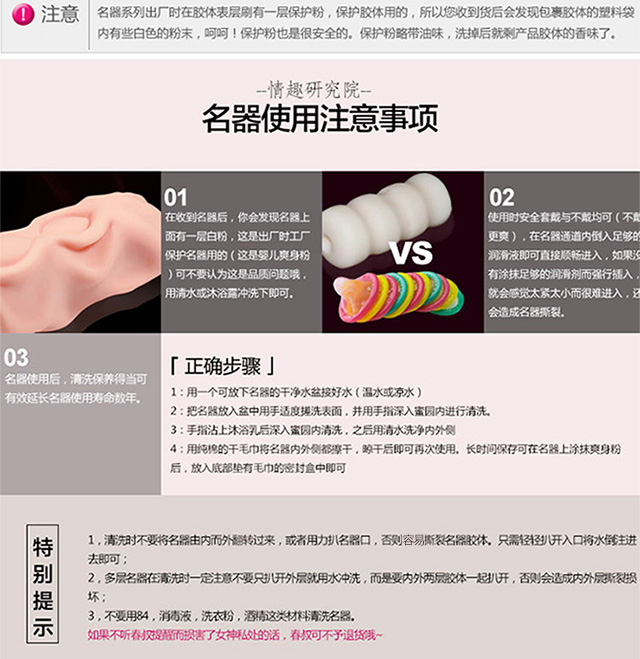 注意
名器系列出厂时在胶体表层刷有一层保护粉，保护胶体用的，所以您收到货后会发现包裹胶体的塑料袋
内有些白色的粉末，呵呵！保护粉也是很安全的。保护粉略带油味，洗掉后就剩产品胶体的香味了。
--情趣研究院--
名器使用注意事项
01
在收到名器后，你会发现名器上
面有一层白粉，这是出厂时工厂
保护名器用的（这是婴儿爽身粉
）可不要认为这是品质问题哦，
用清水或沐浴露冲洗下即可。
VS
02
使用时安全套戴与不戴均可（不戴
更爽），在名器通道内倒入足够的
润滑液即可直接顺畅进入，如果没
有涂抹足够的润滑剂而强行插入，
就会感觉太紧太小而很难进入，还
会造成名器撕裂。
03
名器使用后，清洗保养得当可
有效延长名器使用寿命数年。
「 正确步骤 」
1：用一个可放下名器的干净水盆接好水（温水或凉水）
2：把名器放入盆中用手适度搓洗表面，并用手指深入蜜园内进行清洗。
3：手指沾上沐浴乳后深入蜜园内清洗，之后用清水洗净内外侧
4：用纯棉的干毛巾将名器内外侧都擦干，晾干后即可再次使用。长时间保存可在名器上涂抹爽身粉
后，放入底部垫有毛巾的密封盒中即可
特别提示
1，清洗时不要将名器由内而外翻转过来，或者用力扒名器口，否则容易撕裂名器胶体。只需轻轻扒开入口将水倒注进
去即可；
2，多层名器在清洗时一定注意不要只扒开外层就用水冲洗，而是要内外两层胶体一起扒开，否则会造成内外层撕裂损
坏；
3，不要用84，消毒液，洗衣粉，酒精这类材料清洗名器。
如果不听春叔提醒而损害了女神私处的话，春叔可不予退货哦~